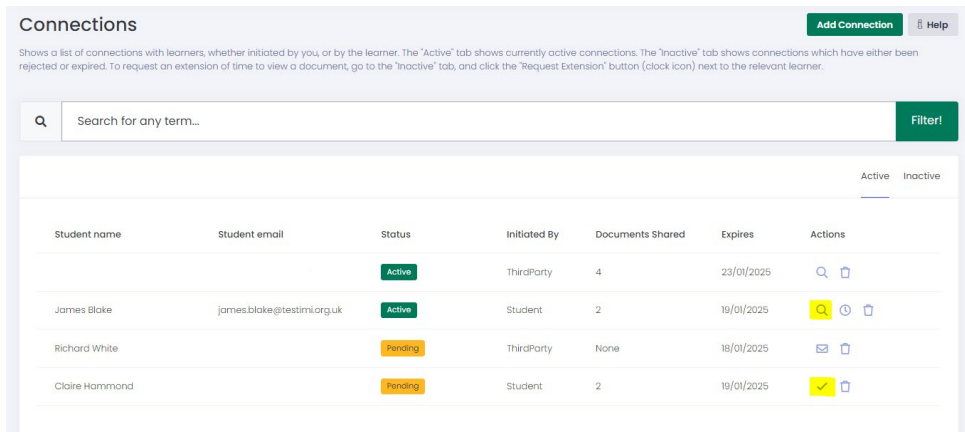 Connections
Add Connection
Help
Shows a list of connections with learners, whether initiated by you, or by the learner. The "Active" tab shows currently active connections. The "Inactive" tab shows connections which have either been
rejected or expired. To request an extension of time to view a document, go to the "Inactive" tab, and click the "Request Extension" button (clock icon) next to the relevant learner.
Search for any term...
Filter!
Active Inactive
Student name Student email Status Initiated By Documents Shared Expires Actions
Active ThirdParty 4 23/01/2025
James Blake james.blake@testimi.org.uk Active Student 2 19/01/2025
Richard White Pending ThirdParty None 18/01/2025
Claire Hammond Pending Student 2 19/01/2025